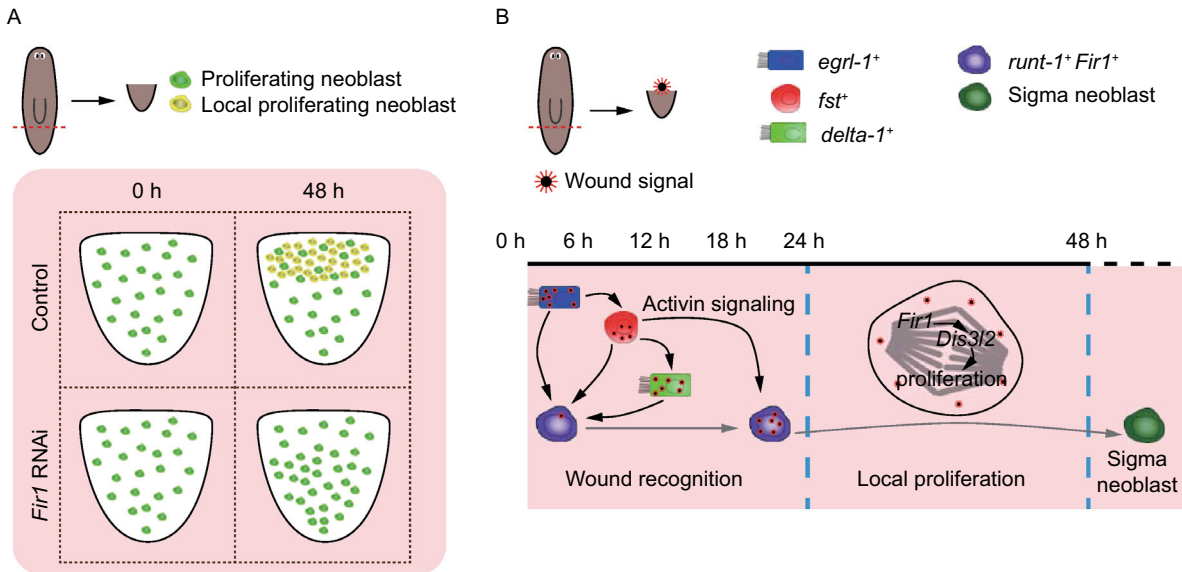 A
Proliferating neoblast
Local proliferating neoblast
0 h
48 h
Control
Fir1 RNAi
B
egrl-1+
fst+
delta-1+
runt-1+ Fir1+
Sigma neoblast
Wound signal
0 h
6 h
12 h
18 h
24 h
48 h
Activin signaling
Fir1
Dis3l2
proliferation
Wound recognition
Local proliferation
Sigma
neoblast